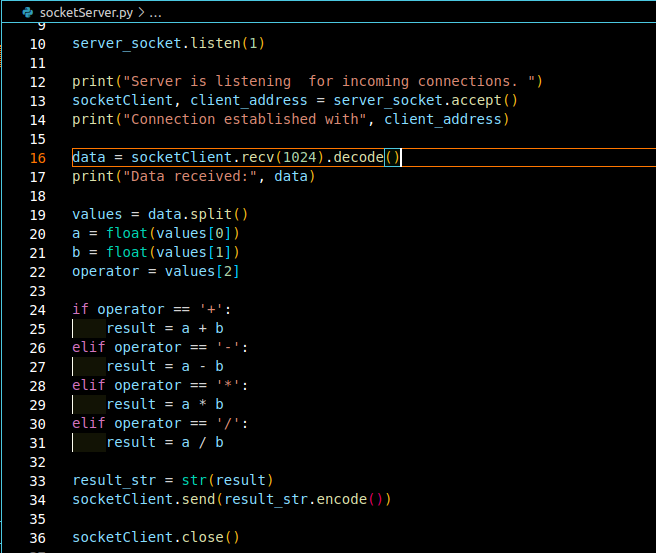 socketServer.py > ...
9
10 server_socket.listen(1)
11
12 print("Server is listening  for incoming connections. ")
13 socketClient, client_address = server_socket.accept()
14 print("Connection established with", client_address)
15
16 data = socketClient.recv(1024).decode()
17 print("Data received:", data)
18
19 values = data.split()
20 a = float(values[0])
21 b = float(values[1])
22 operator = values[2]
23
24 if operator == '+':
25     result = a + b
26 elif operator == '-':
27     result = a - b
28 elif operator == '*':
29     result = a * b
30 elif operator == '/':
31     result = a / b
32
33 result_str = str(result)
34 socketClient.send(result_str.encode())
35
36 socketClient.close()